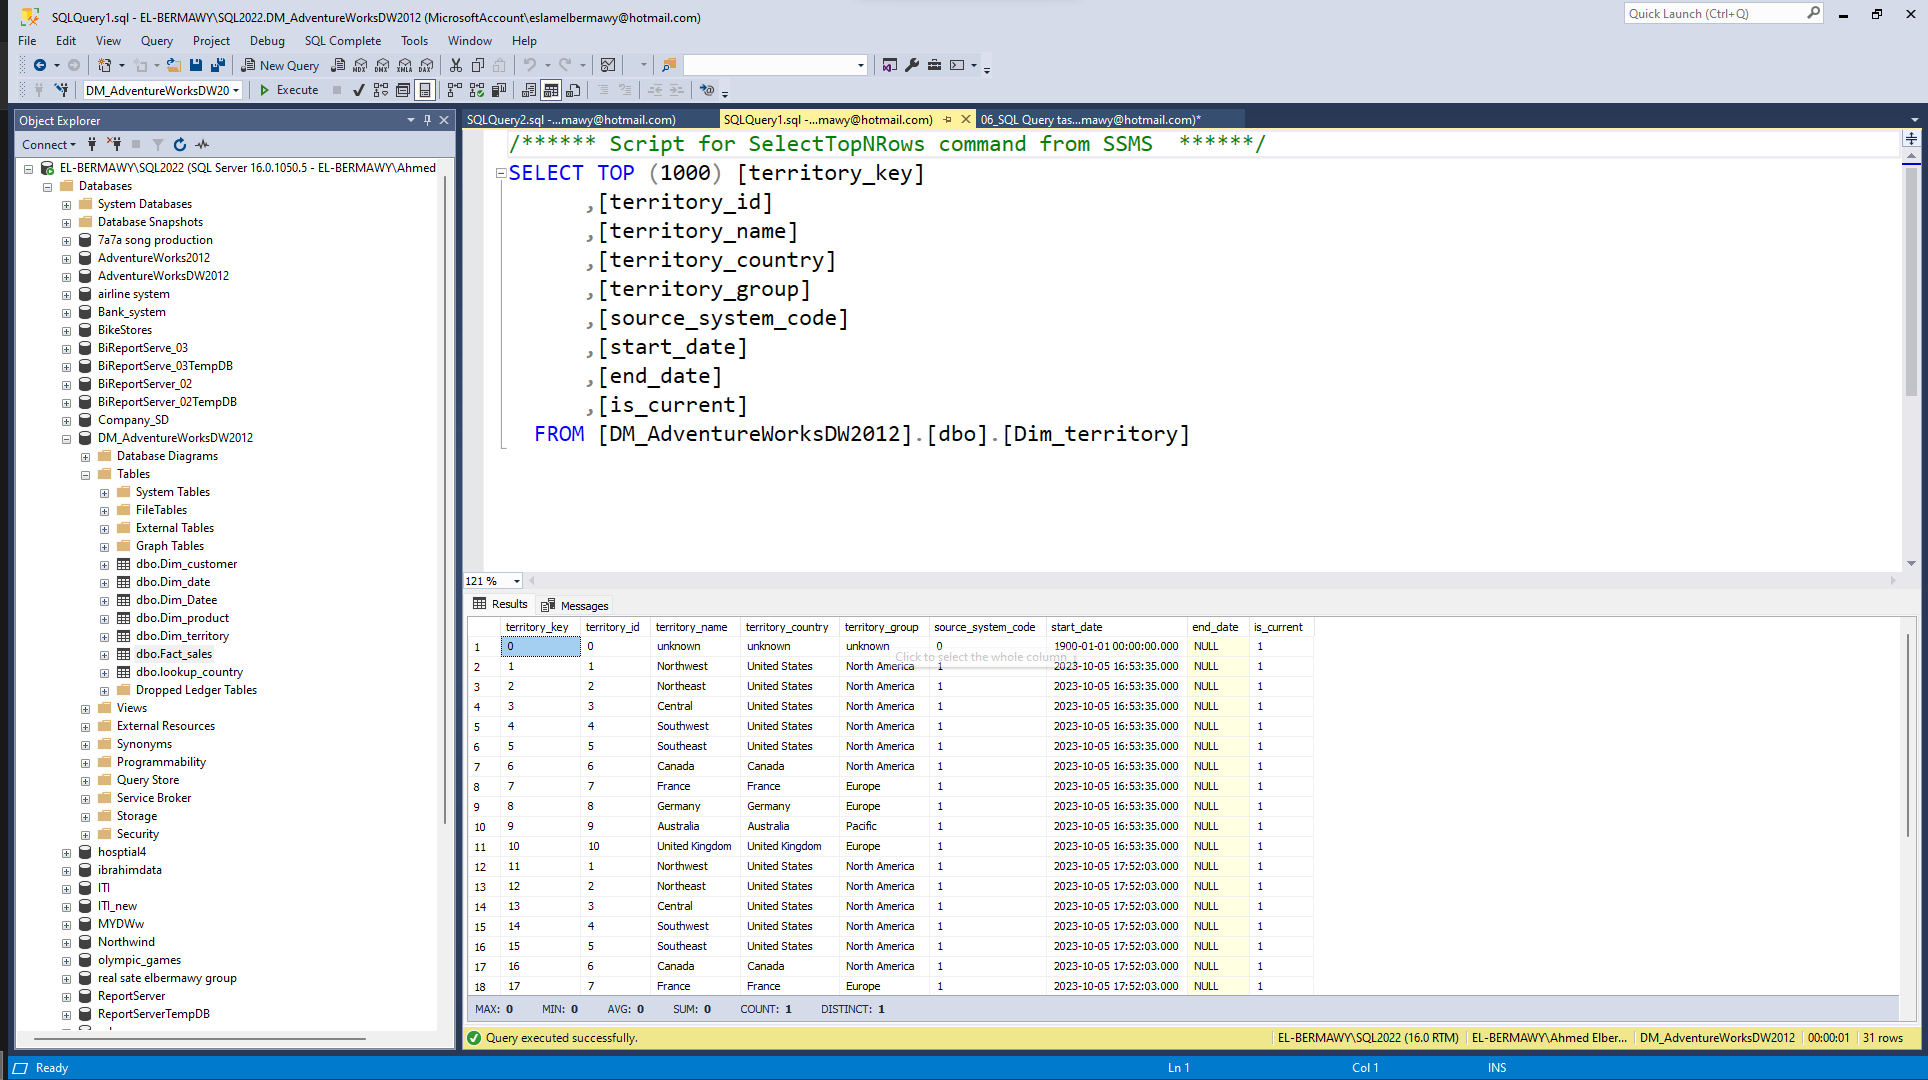 SQLQuery1.sql - EL-BERMAWY\SQL2022.DM_AdventureWorksDW2012 (MicrosoftAccount\eslamelbermawy@hotmail.com)
Quick Launch (Ctrl+Q)
File Edit View Query Project Debug SQL Complete Tools Window Help
New Query MDX DMX XMLA DAX
DM_AdventureWorksDW20 Execute
Object Explorer
Connect
EL-BERMAWY\SQL2022 (SQL Server 16.0.1050.5 - EL-BERMAWY\Ahmed
Databases
System Databases
Database Snapshots
7a7a song production
AdventureWorks2012
AdventureWorksDW2012
airline system
Bank_system
BikeStores
BiReportServe_03
BiReportServe_03TempDB
BiReportServer_02
BiReportServer_02TempDB
Company_SD
DM_AdventureWorksDW2012
Database Diagrams
Tables
System Tables
FileTables
External Tables
Graph Tables
dbo.Dim_customer
dbo.Dim_date
dbo.Dim_Datee
dbo.Dim_product
dbo.Dim_territory
dbo.Fact_sales
dbo.lookup_country
Dropped Ledger Tables
Views
External Resources
Synonyms
Programmability
Query Store
Service Broker
Storage
Security
hosptial4
ibrahimdata
ITI
ITI_new
MYDWw
Northwind
olympic_games
real sate elbermawy group
ReportServer
ReportServerTempDB
SQLQuery2.sql -...mawy@hotmail.com) SQLQuery1.sql -...mawy@hotmail.com) 06_SQL Query tas...mawy@hotmail.com)*
/****** Script for SelectTopNRows command from SSMS  ******/
SELECT TOP (1000) [territory_key]
,[territory_id]
,[territory_name]
,[territory_country]
,[territory_group]
,[source_system_code]
,[start_date]
,[end_date]
,[is_current]
FROM [DM_AdventureWorksDW2012].[dbo].[Dim_territory]
121 %
Results Messages
territory_key territory_id territory_name territory_country territory_group source_system_code start_date end_date is_current
1 0 0 unknown unknown unknown 0 1900-01-01 00:00:00.000 NULL 1
Click to select the whole column
2 1 1 Northwest United States North America 1 2023-10-05 16:53:35.000 NULL 1
3 2 2 Northeast United States North America 1 2023-10-05 16:53:35.000 NULL 1
4 3 3 Central United States North America 1 2023-10-05 16:53:35.000 NULL 1
5 4 4 Southwest United States North America 1 2023-10-05 16:53:35.000 NULL 1
6 5 5 Southeast United States North America 1 2023-10-05 16:53:35.000 NULL 1
7 6 6 Canada Canada North America 1 2023-10-05 16:53:35.000 NULL 1
8 7 7 France France Europe 1 2023-10-05 16:53:35.000 NULL 1
9 8 8 Germany Germany Europe 1 2023-10-05 16:53:35.000 NULL 1
10 9 9 Australia Australia Pacific 1 2023-10-05 16:53:35.000 NULL 1
11 10 10 United Kingdom United Kingdom Europe 1 2023-10-05 16:53:35.000 NULL 1
12 11 1 Northwest United States North America 1 2023-10-05 17:52:03.000 NULL 1
13 12 2 Northeast United States North America 1 2023-10-05 17:52:03.000 NULL 1
14 13 3 Central United States North America 1 2023-10-05 17:52:03.000 NULL 1
15 14 4 Southwest United States North America 1 2023-10-05 17:52:03.000 NULL 1
16 15 5 Southeast United States North America 1 2023-10-05 17:52:03.000 NULL 1
17 16 6 Canada Canada North America 1 2023-10-05 17:52:03.000 NULL 1
18 17 7 France France Europe 1 2023-10-05 17:52:03.000 NULL 1
MAX: 0 MIN: 0 AVG: 0 SUM: 0 COUNT: 1 DISTINCT: 1
Query executed successfully. EL-BERMAWY\SQL2022 (16.0 RTM) EL-BERMAWY\Ahmed Elber... DM_AdventureWorksDW2012 00:00:01 31 rows
Ready Ln 1 Col 1 INS